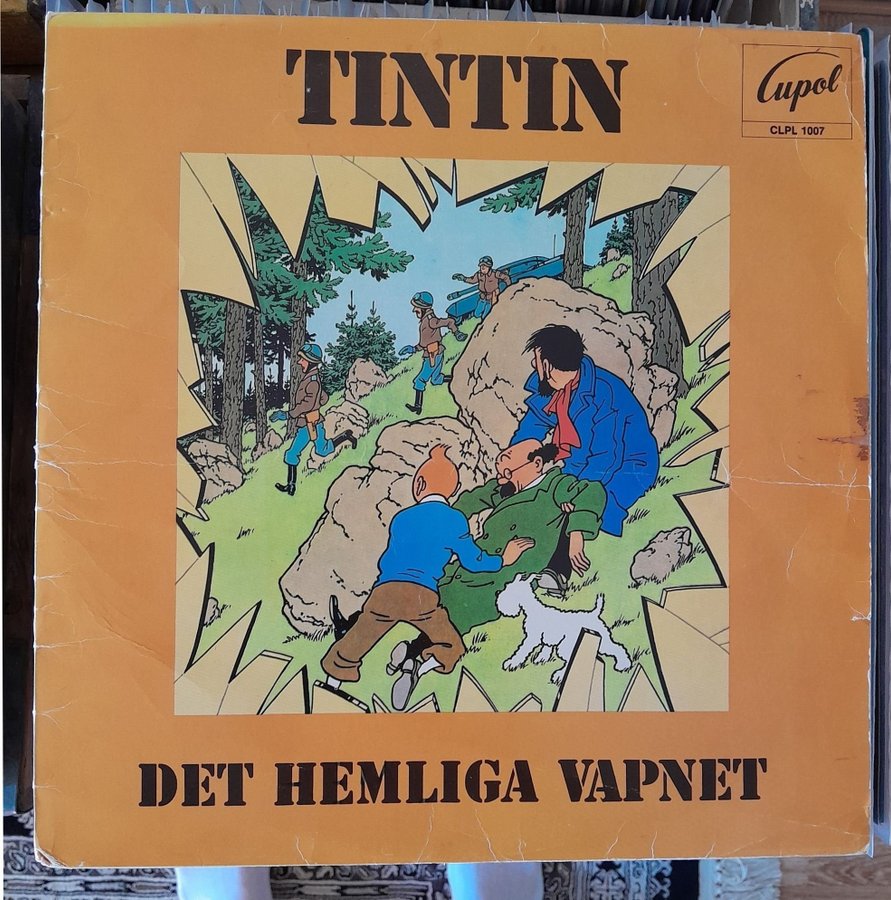 TINTIN
Cupol
CLPL 1007
DET HEMLIGA VAPNET